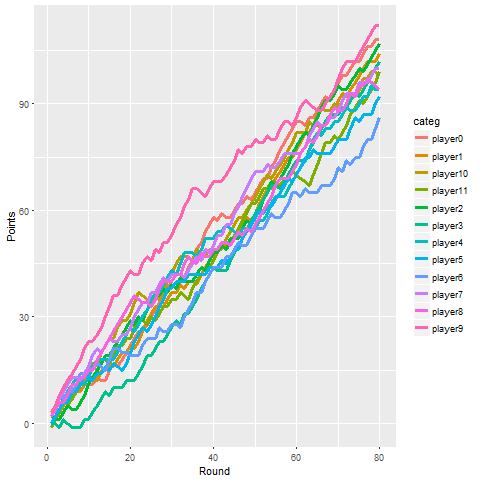 90
60
30
0
Points
0
20
40
60
80
Round
categ
player0
player1
player10
player11
player2
player3
player4
player5
player6
player7
player8
player9